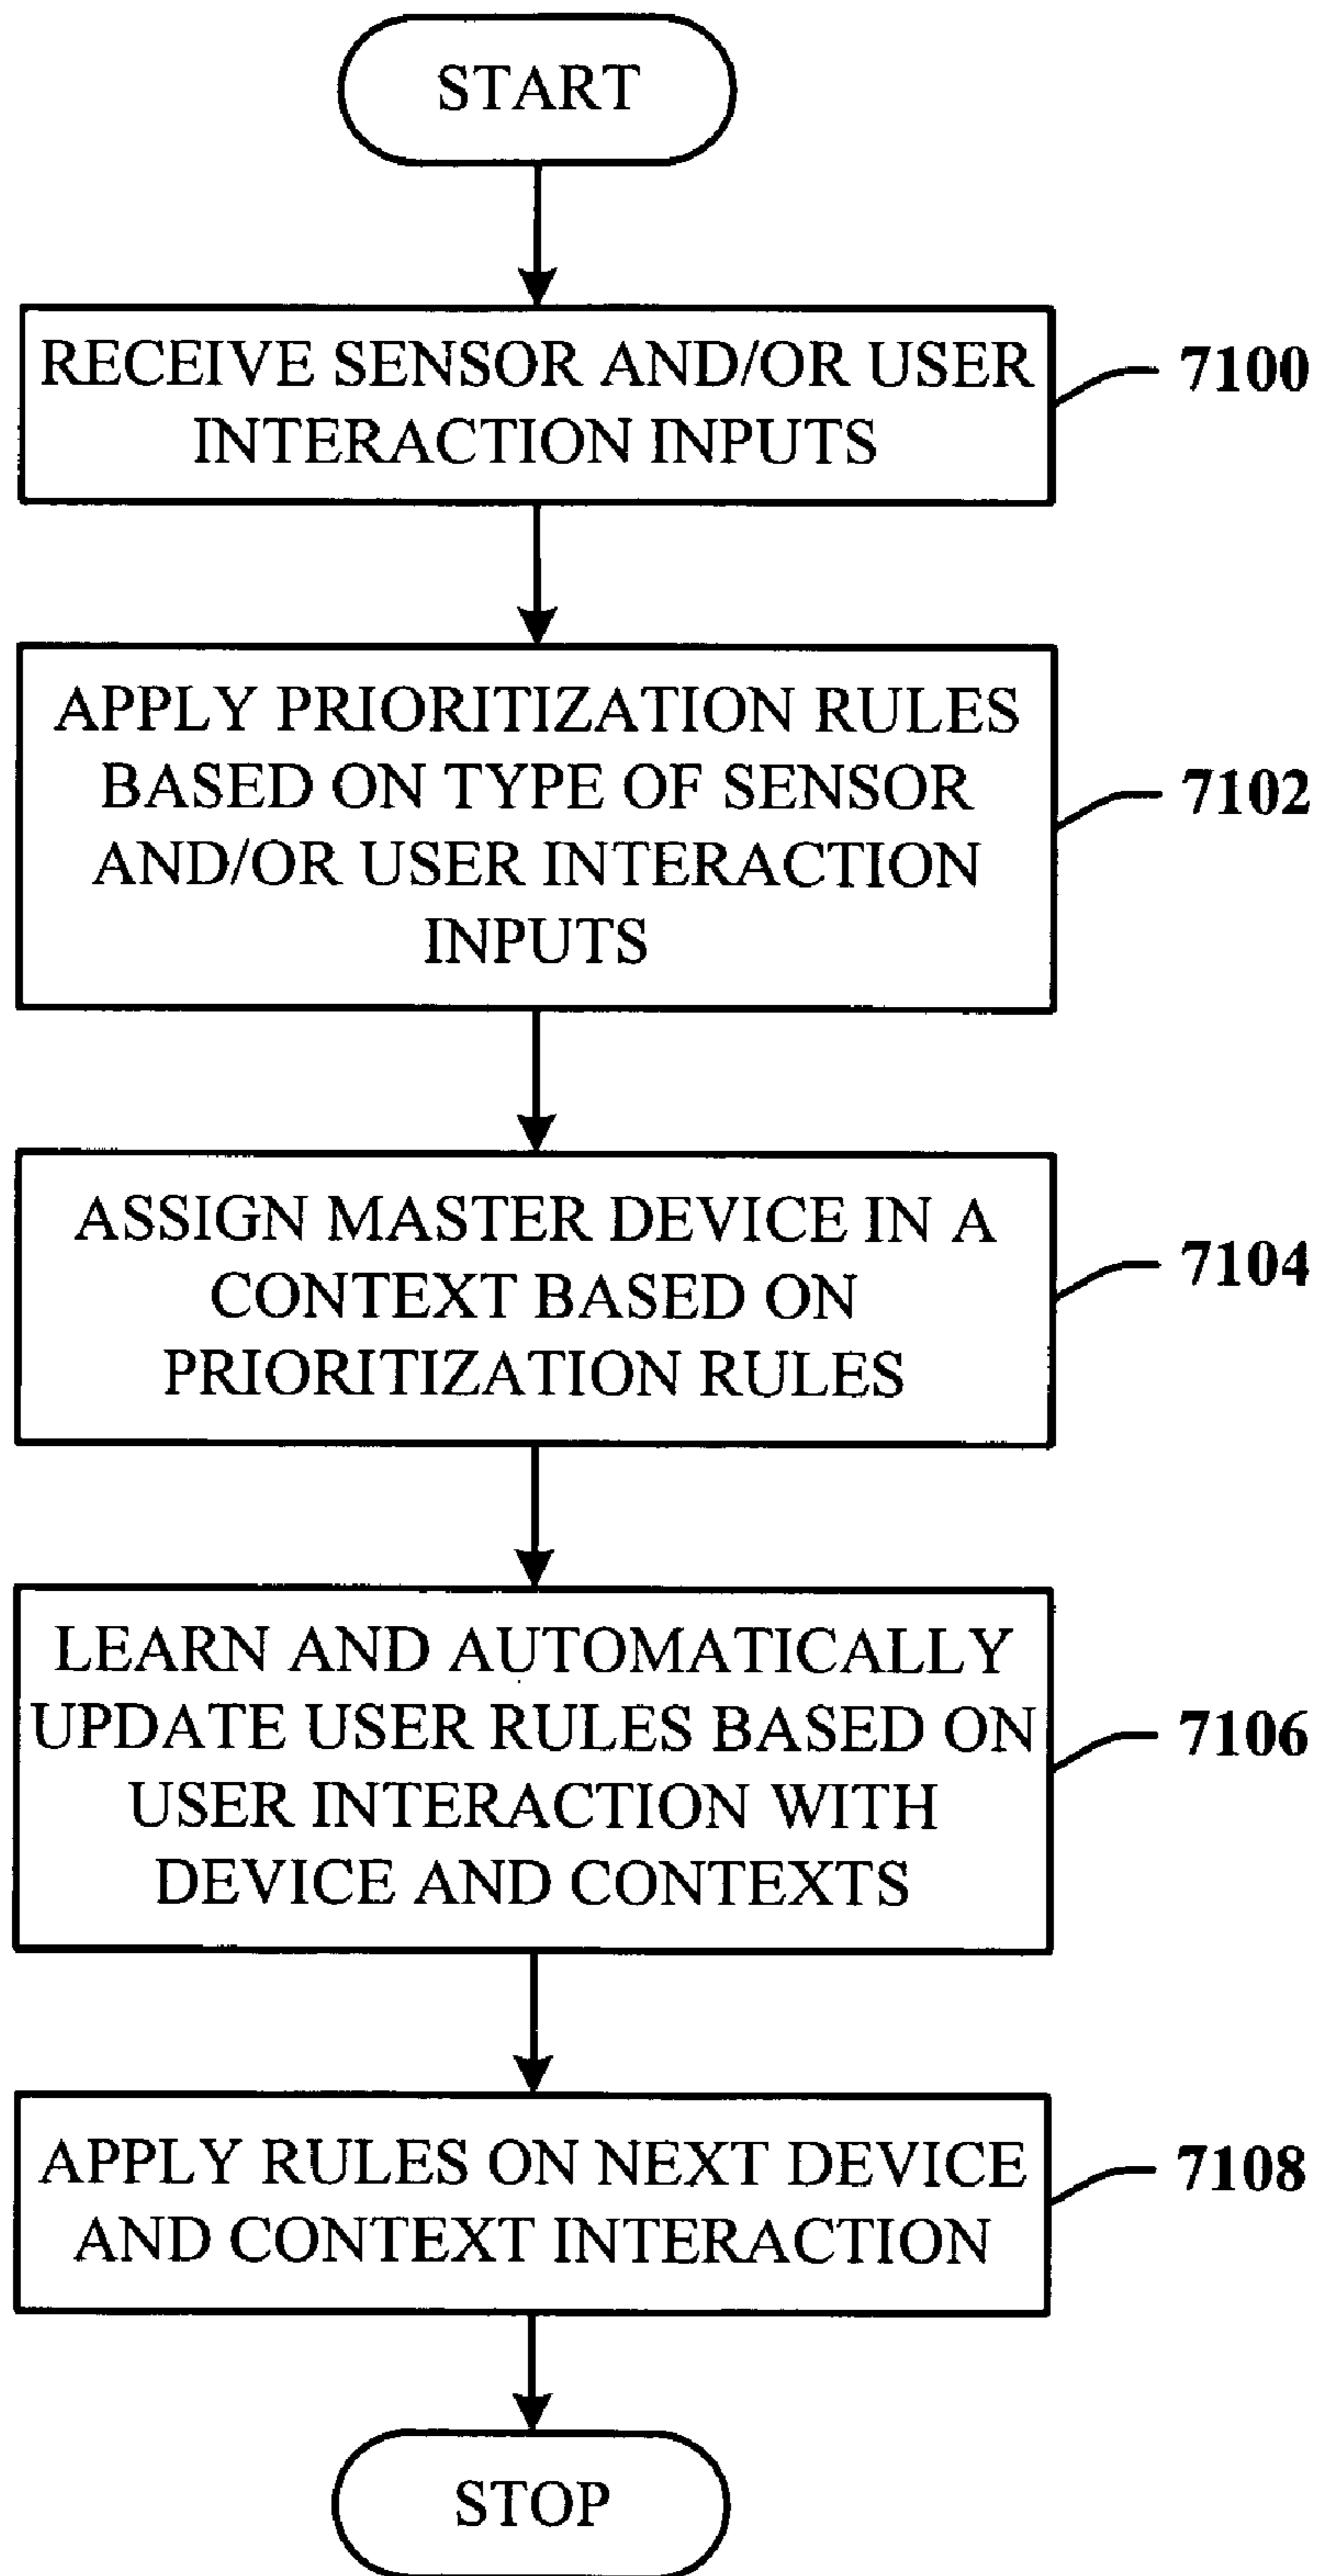 START
RECEIVE SENSOR AND/OR USER
INTERACTION INPUTS
7100
APPLY PRIORITIZATION RULES
BASED ON TYPE OF SENSOR
AND/OR USER INTERACTION
INPUTS
7102
ASSIGN MASTER DEVICE IN A
CONTEXT BASED ON
PRIORITIZATION RULES
7104
LEARN AND AUTOMATICALLY
UPDATE USER RULES BASED ON
USER INTERACTION WITH
DEVICE AND CONTEXTS
7106
APPLY RULES ON NEXT DEVICE
AND CONTEXT INTERACTION
7108
STOP